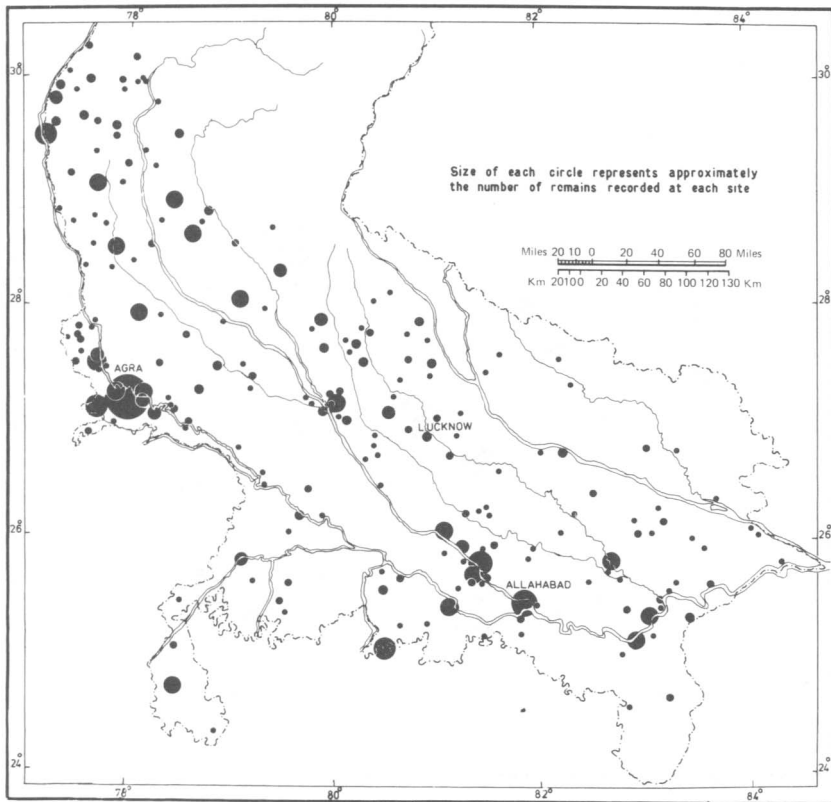 78° 80° 82° 84°
30° 30°
Size of each circle represents approximately
the number of remains recorded at each site
Miles 20 10 0 20 40 60 80 Miles
Km 20 100 20 40 60 80 100 120 130 Km
28° 28°
AGRA
LUCKNOW
26° 26°
ALLAHABAD
24° 24°
78° 80° 82° 84°